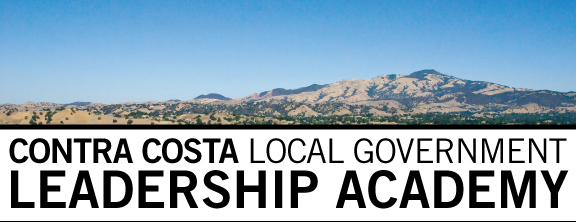 CONTRA COSTA LOCAL GOVERNMENT
LEADERSHIP ACADEMY